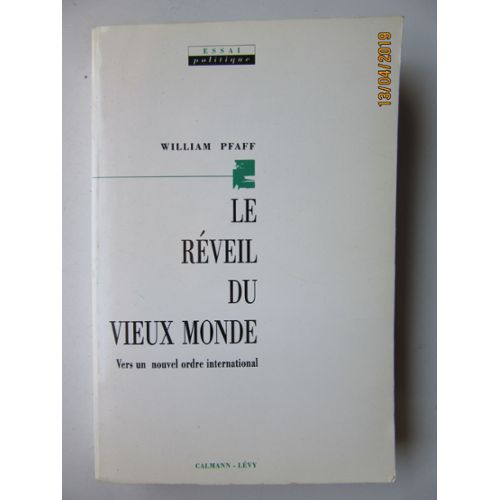 ESSAI
politique
13/04/2019
WILLIAM PFAFF
LE
RÉVEIL
DU
VIEUX MONDE
Vers un nouvel ordre international
CALMANN - LÉVY